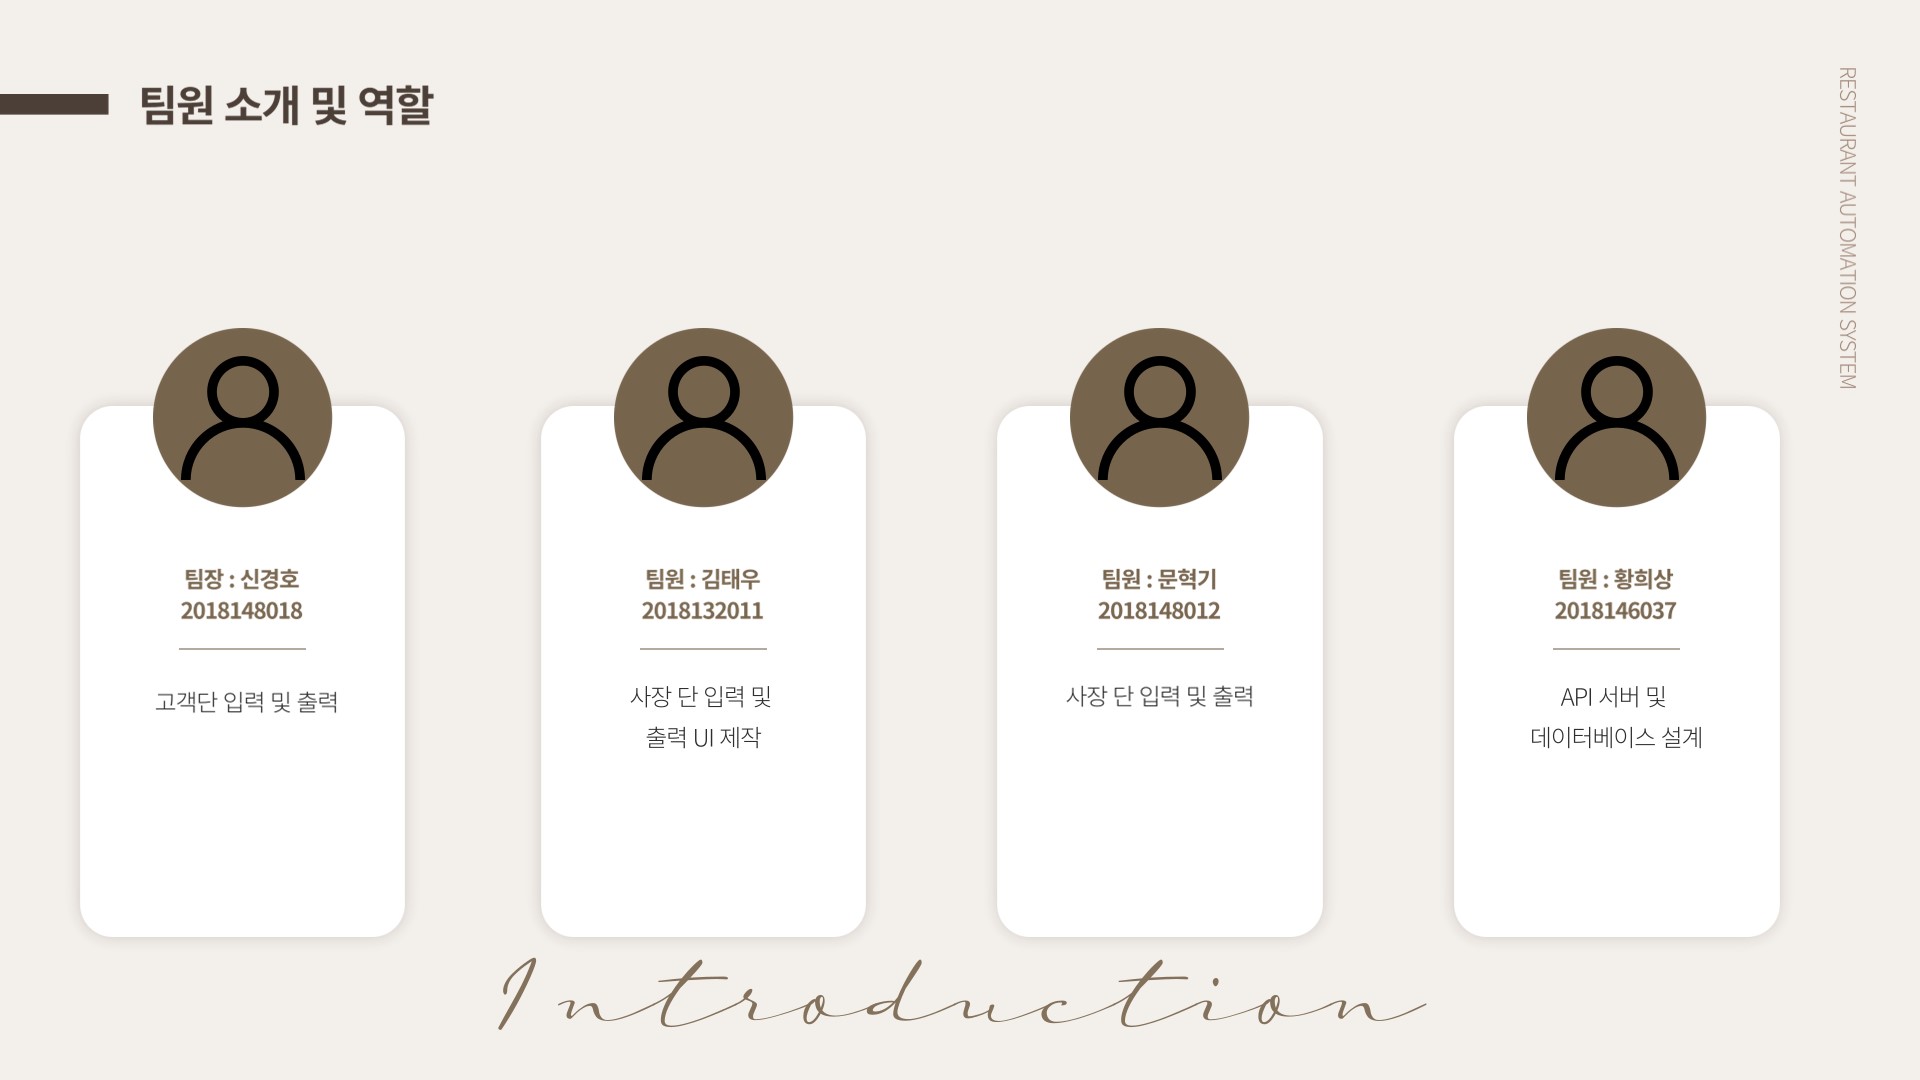 팀원 소개 및 역할
RESTAURANT AUTOMATION SYSTEM
팀장 : 신경호
2018148018
고객단 입력 및 출력
팀원 : 김태우
2018132011
사장 단 입력 및
출력 UI 제작
팀원 : 문혁기
2018148012
사장 단 입력 및 출력
팀원 : 황희상
2018146037
API 서버 및
데이터베이스 설계
Introduction